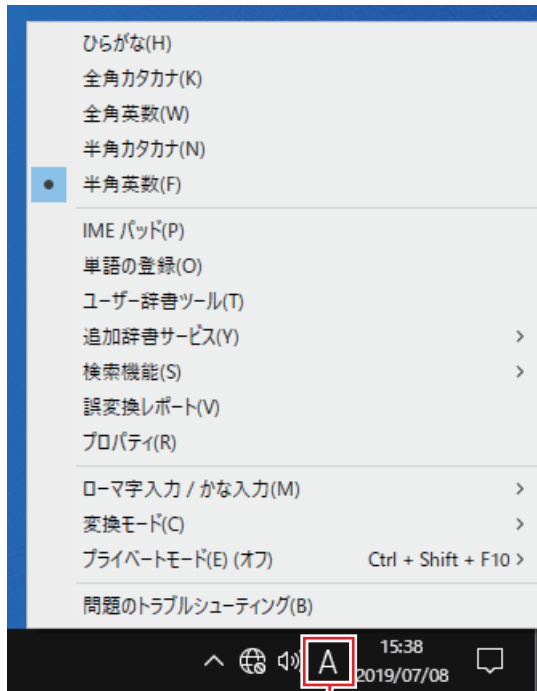 ひらがな(H)
全角カタカナ(K)
全角英数(W)
半角カタカナ(N)
半角英数(F)
IME パッド(P)
単語の登録(O)
ユーザー辞書ツール(T)
追加辞書サービス(Y)
検索機能(S)
誤変換レポート(V)
プロパティ(R)
ローマ字入力 / かな入力(M)
変換モード(C)
プライベートモード(E) (オフ) Ctrl + Shift + F10
問題のトラブルシューティング(B)
A
15:38
2019/07/08